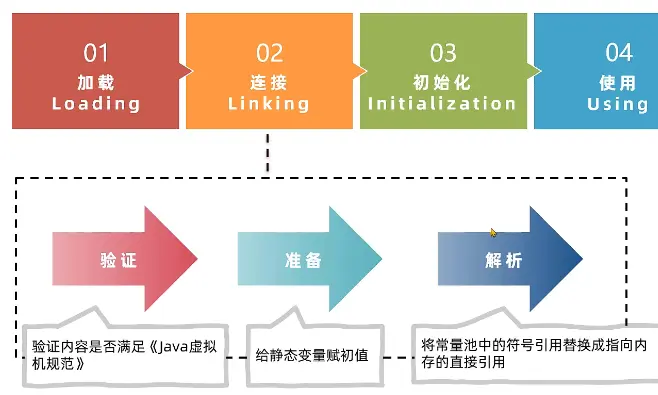 01
加载
Loading
02
连接
Linking
03
初始化
Initialization
04
使用
Using
验证
准备
解析
验证内容是否满足《Java虚拟
机规范》
给静态变量赋初值
将常量池中的符号引用替换成指向内
存的直接引用